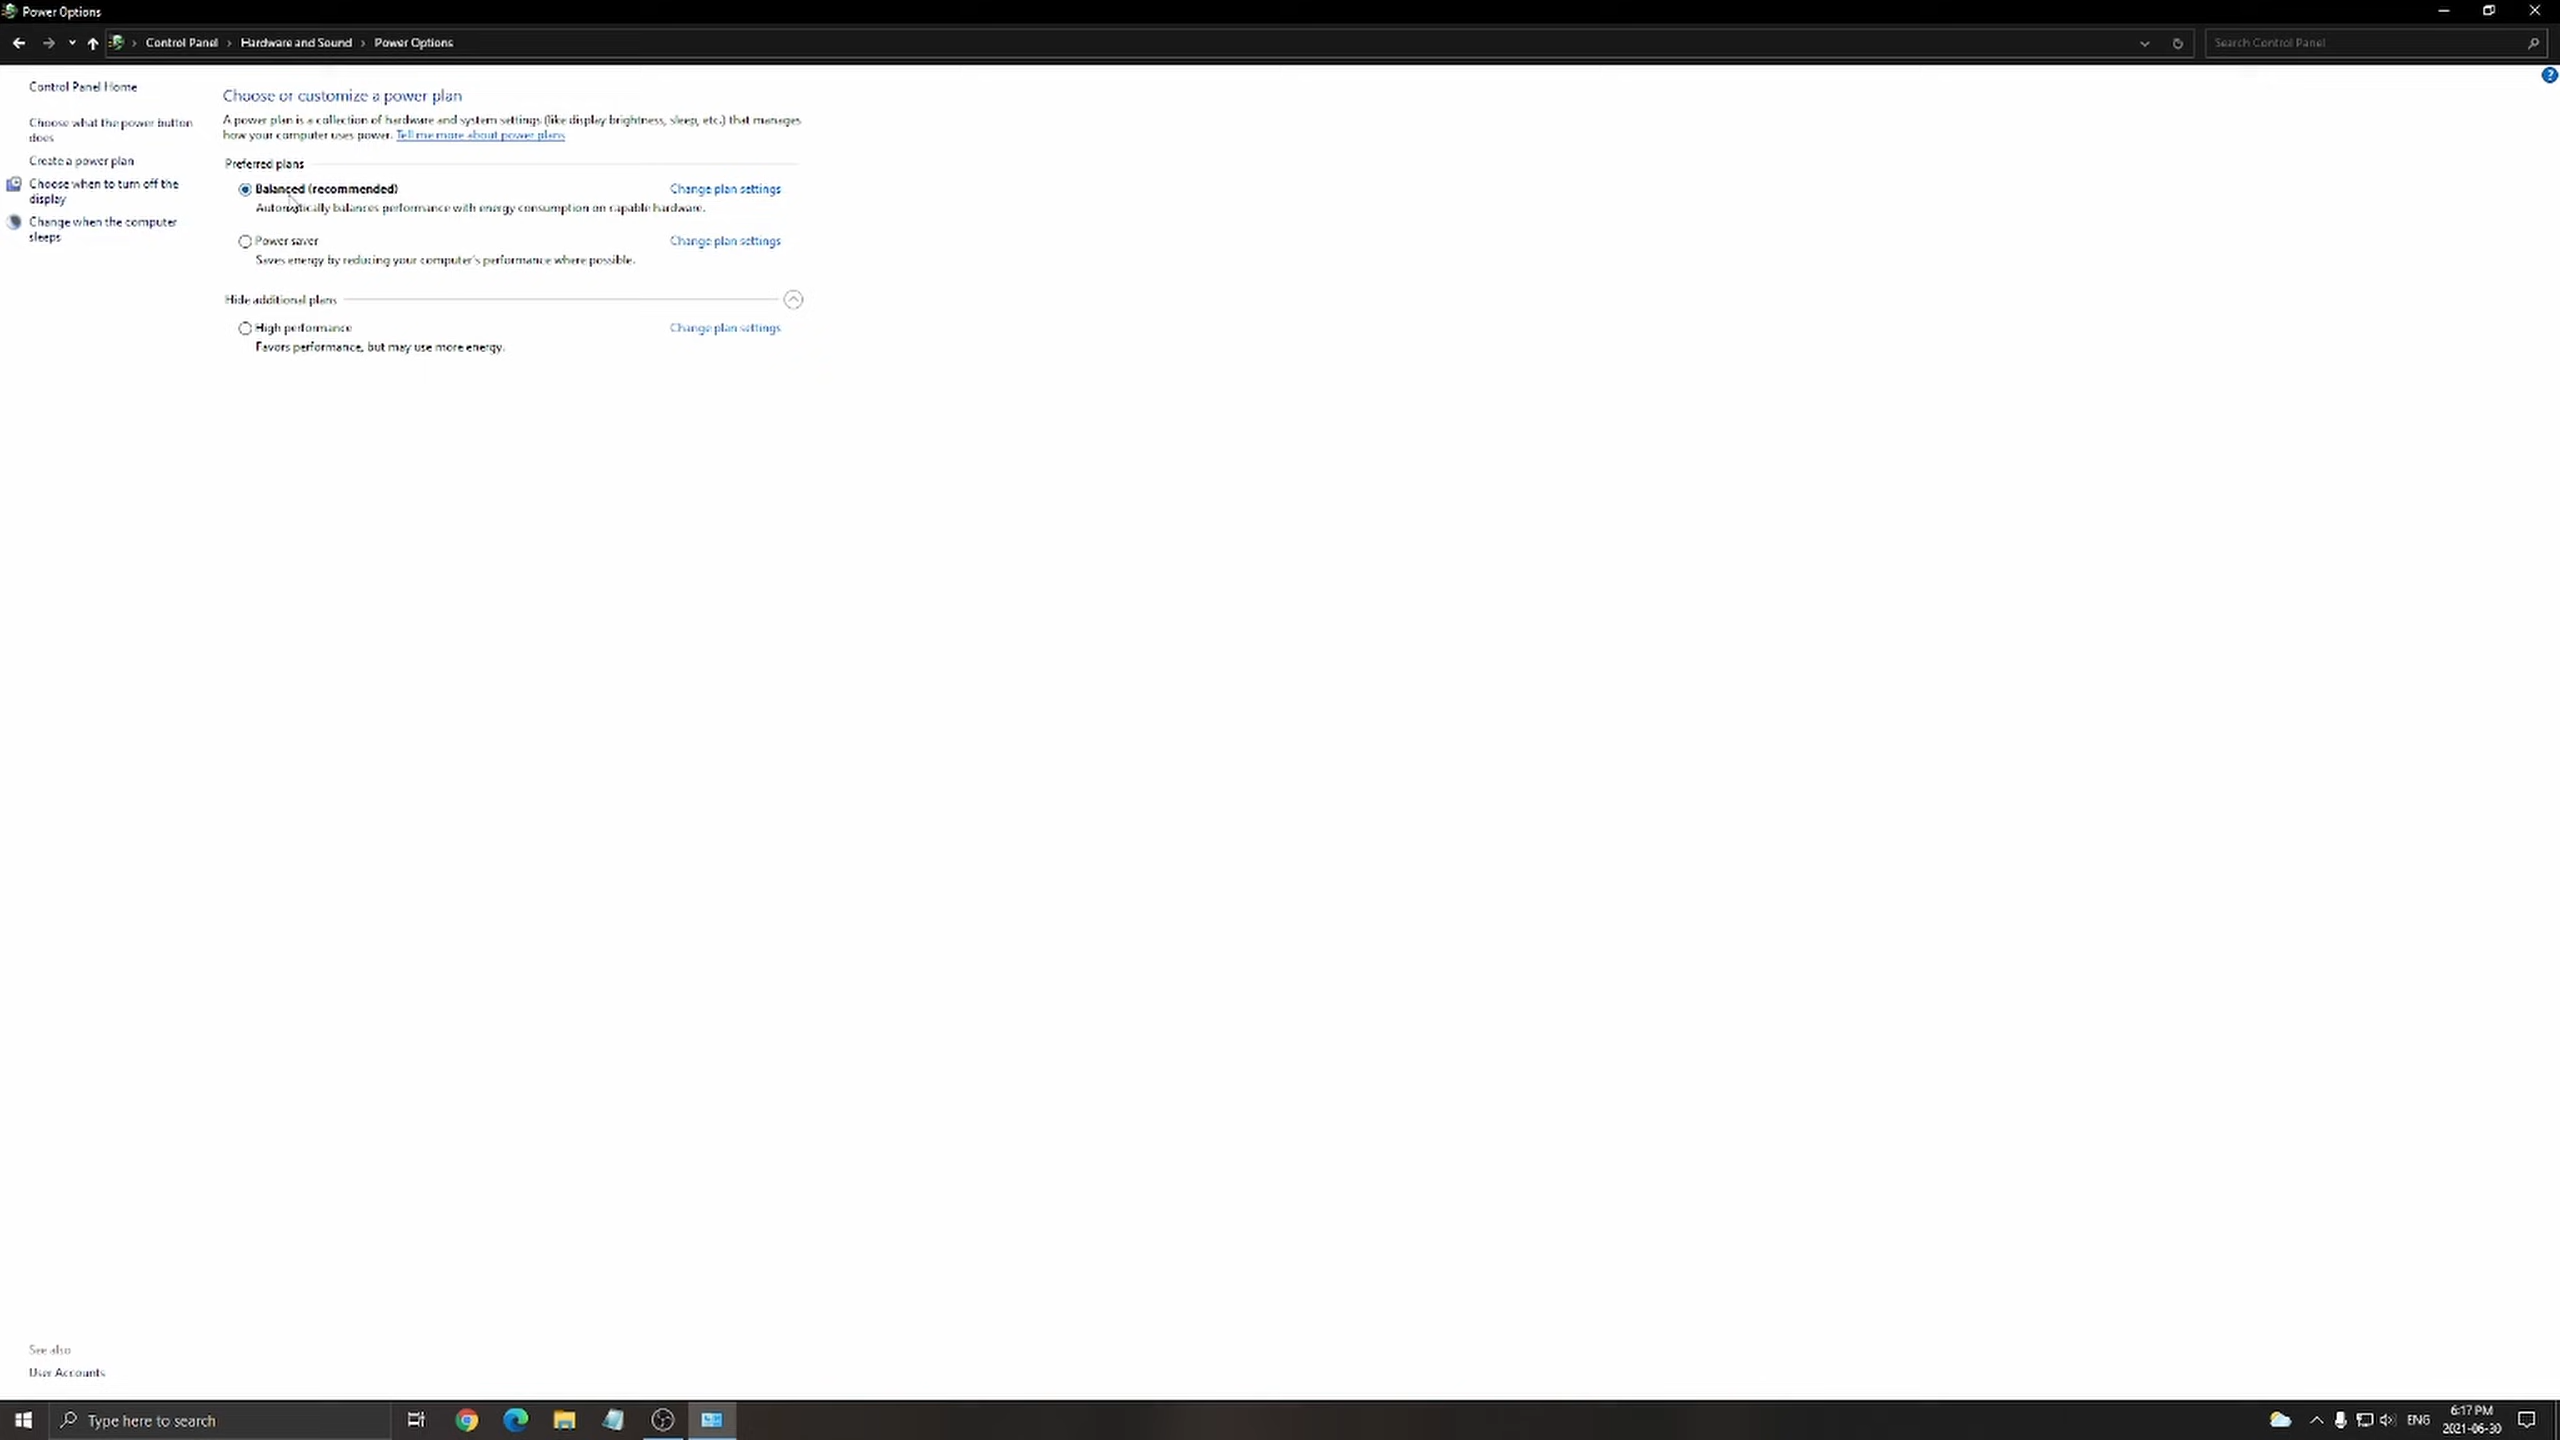 Power Options
Control Panel › Hardware and Sound › Power Options
Search Control Panel
Control Panel Home
Choose what the power button
does
Create a power plan
Choose when to turn off the
display
Change when the computer
sleeps
Choose or customize a power plan
A power plan is a collection of hardware and system settings (like display brightness, sleep, etc.) that manages
how your computer uses power. Tell me more about power plans
Preferred plans
Balanced (recommended) Change plan settings
Automatically balances performance with energy consumption on capable hardware.
Power saver Change plan settings
Saves energy by reducing your computer's performance where possible.
Hide additional plans
High performance Change plan settings
Favors performance, but may use more energy.
See also
User Accounts
Type here to search
ENG
6:17 PM
2021-06-30